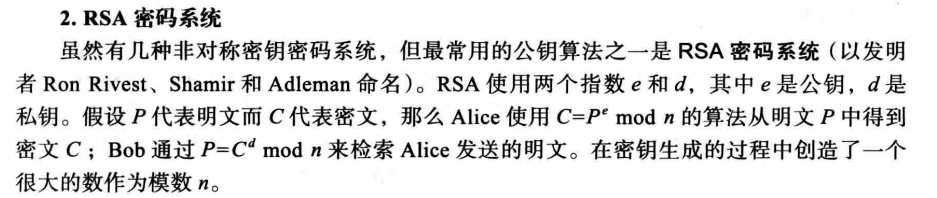 2. RSA 密码系统
虽然有几种非对称密钥密码系统，但最常用的公钥算法之一是 RSA 密码系统（以发明
者 Ron Rivest、Shamir 和 Adleman 命名）。RSA 使用两个指数 e 和 d，其中 e 是公钥，d 是
私钥。假设 P 代表明文而 C 代表密文，那么 Alice 使用 C=Pᵉ mod n 的算法从明文 P 中得到
密文 C；Bob 通过 P=Cᵈ mod n 来检索 Alice 发送的明文。在密钥生成的过程中创造了一个
很大的数作为模数 n。